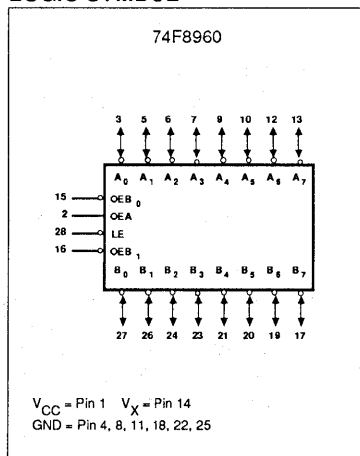 74F8960
3 5 6 7 9 10 12 13
A0 A1 A2 A3 A4 A5 A6 A7
15 OEB0
2 OEA
28 LE
16 OEB1
B0 B1 B2 B3 B4 B5 B6 B7
27 26 24 23 21 20 19 17
VCC = Pin 1 VX = Pin 14
GND = Pin 4, 8, 11, 18, 22, 25